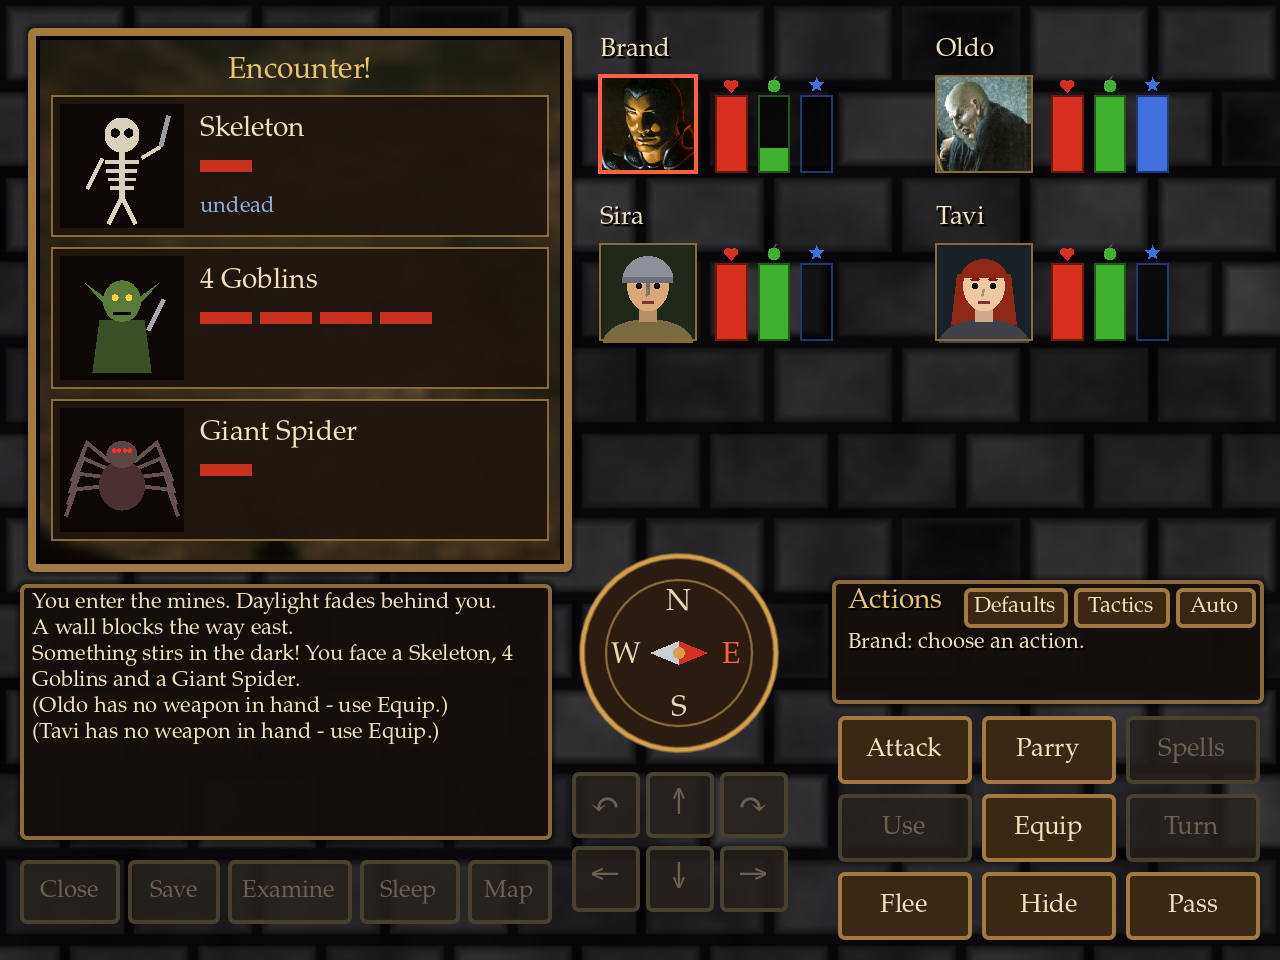 Encounter!
Skeleton
undead
4 Goblins
Giant Spider
Brand
Oldo
Sira
Tavi
You enter the mines. Daylight fades behind you.
A wall blocks the way east.
Something stirs in the dark! You face a Skeleton, 4
Goblins and a Giant Spider.
(Oldo has no weapon in hand - use Equip.)
(Tavi has no weapon in hand - use Equip.)
N
W E
S
Actions Defaults Tactics Auto
Brand: choose an action.
Attack Parry Spells
Use Equip Turn
Flee Hide Pass
Close Save Examine Sleep Map